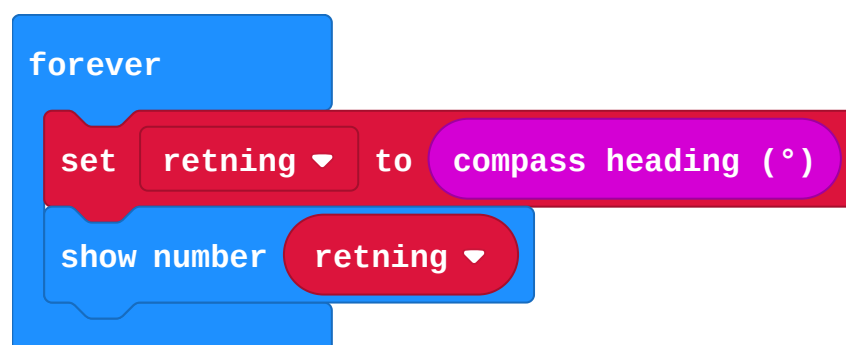 forever
set retning to compass heading (°)
show number retning